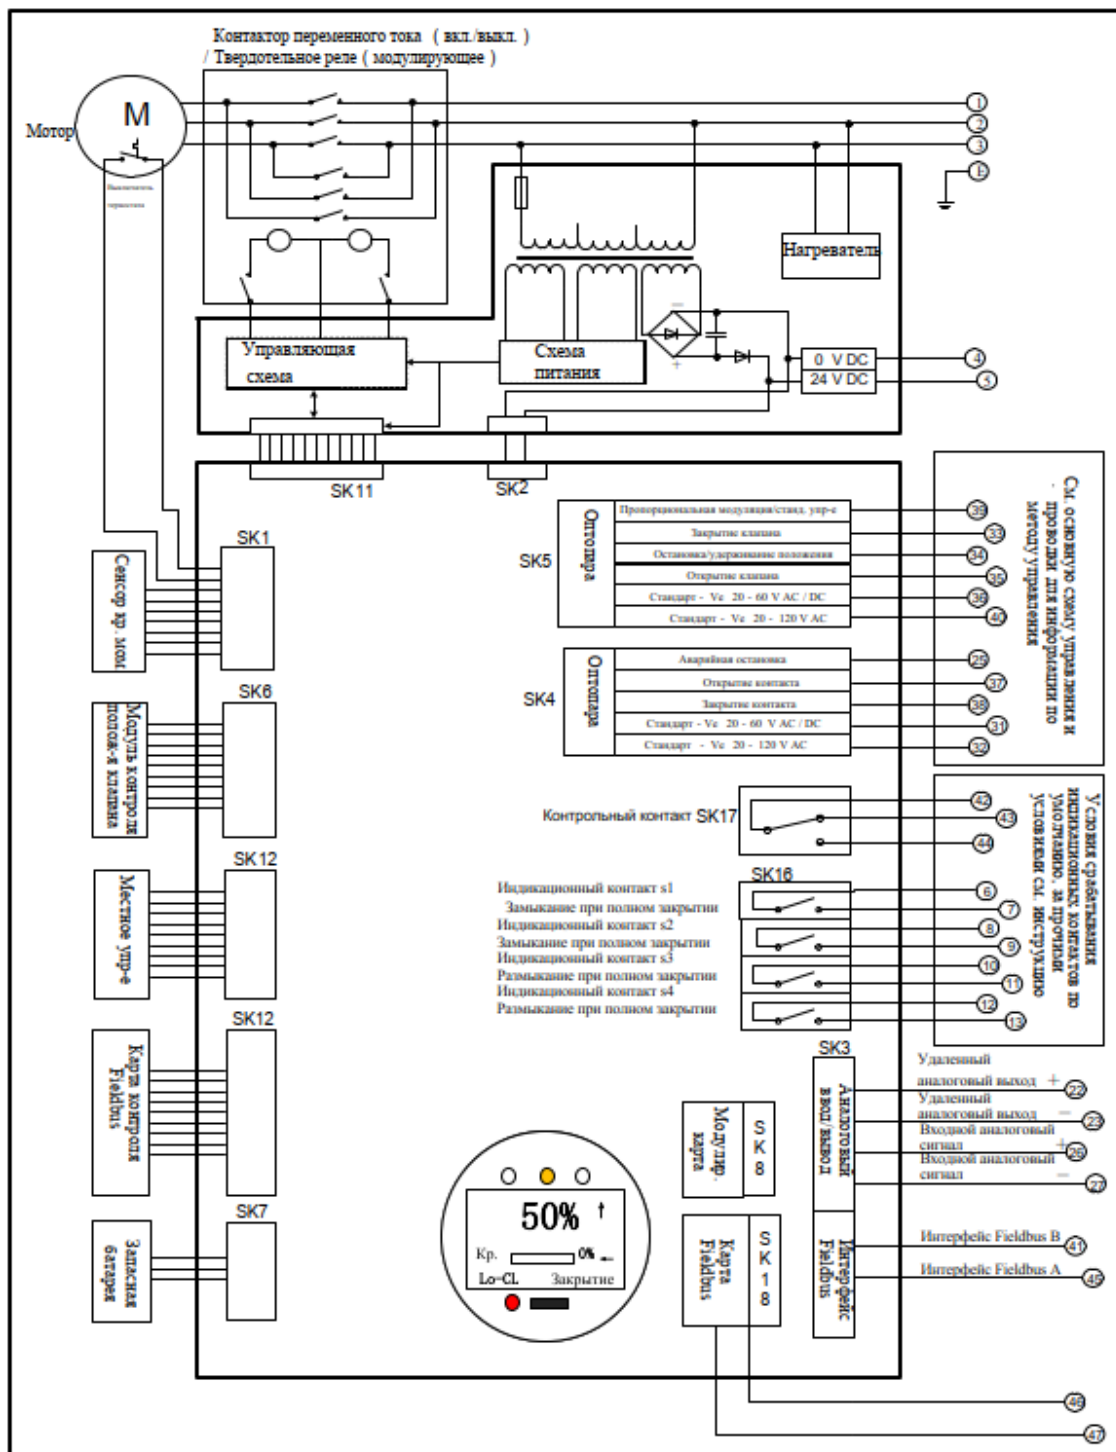 Контактор переменного тока ( вкл./выкл. )
/ Твердотельное реле ( модулирующее )
M
Мотор
Выключатель
термостата
1
2
3
E
Нагреватель
Управляющая
схема
Схема
питания
−
+
0 V DC
24 V DC
4
5
SK11
SK2
SK1
Сенсор кр. мом
SK6
Модуль контроля
полож-я клапана
SK12
Местное упр-е
SK12
Карта контроля
Fieldbus
SK7
Запасная
батарея
SK5
Оптопара
Пропорциональная модуляция/станд. упр-е
39
Закрытие клапана
33
Остановка/удерживание положения
34
Открытие клапана
35
Стандарт - Ve 20 - 60 V AC / DC
36
Стандарт - Ve 20 - 120 V AC
40
SK4
Оптопара
Аварийная остановка
25
Открытие контакта
37
Закрытие контакта
38
Стандарт - Ve 20 - 60 V AC / DC
31
Стандарт - Ve 20 - 120 V AC
32
См. основную схему управления и
проводки для информации по
методу управления
Контрольный контакт SK17
42
43
44
SK16
Индикационный контакт s1
Замыкание при полном закрытии
Индикационный контакт s2
Замыкание при полном закрытии
Индикационный контакт s3
Размыкание при полном закрытии
Индикационный контакт s4
Размыкание при полном закрытии
6
7
8
9
10
11
12
13
Условия срабатывания
индикационных контактов по
умолчанию, за прочими
условиями см. инструкцию
SK3
Аналоговый
ввод/вывод
Интерфейс
Fieldbus
Удаленный
аналоговый выход +
22
Удаленный
аналоговый выход −
23
Входной аналоговый
сигнал +
26
Входной аналоговый
сигнал −
27
Интерфейс Fieldbus B
41
Интерфейс Fieldbus A
45
Модулир.
карта
SK8
Карта
Fieldbus
SK18
46
47
50% ↑
Кр. 0% ←
Lo-CL Закрытие